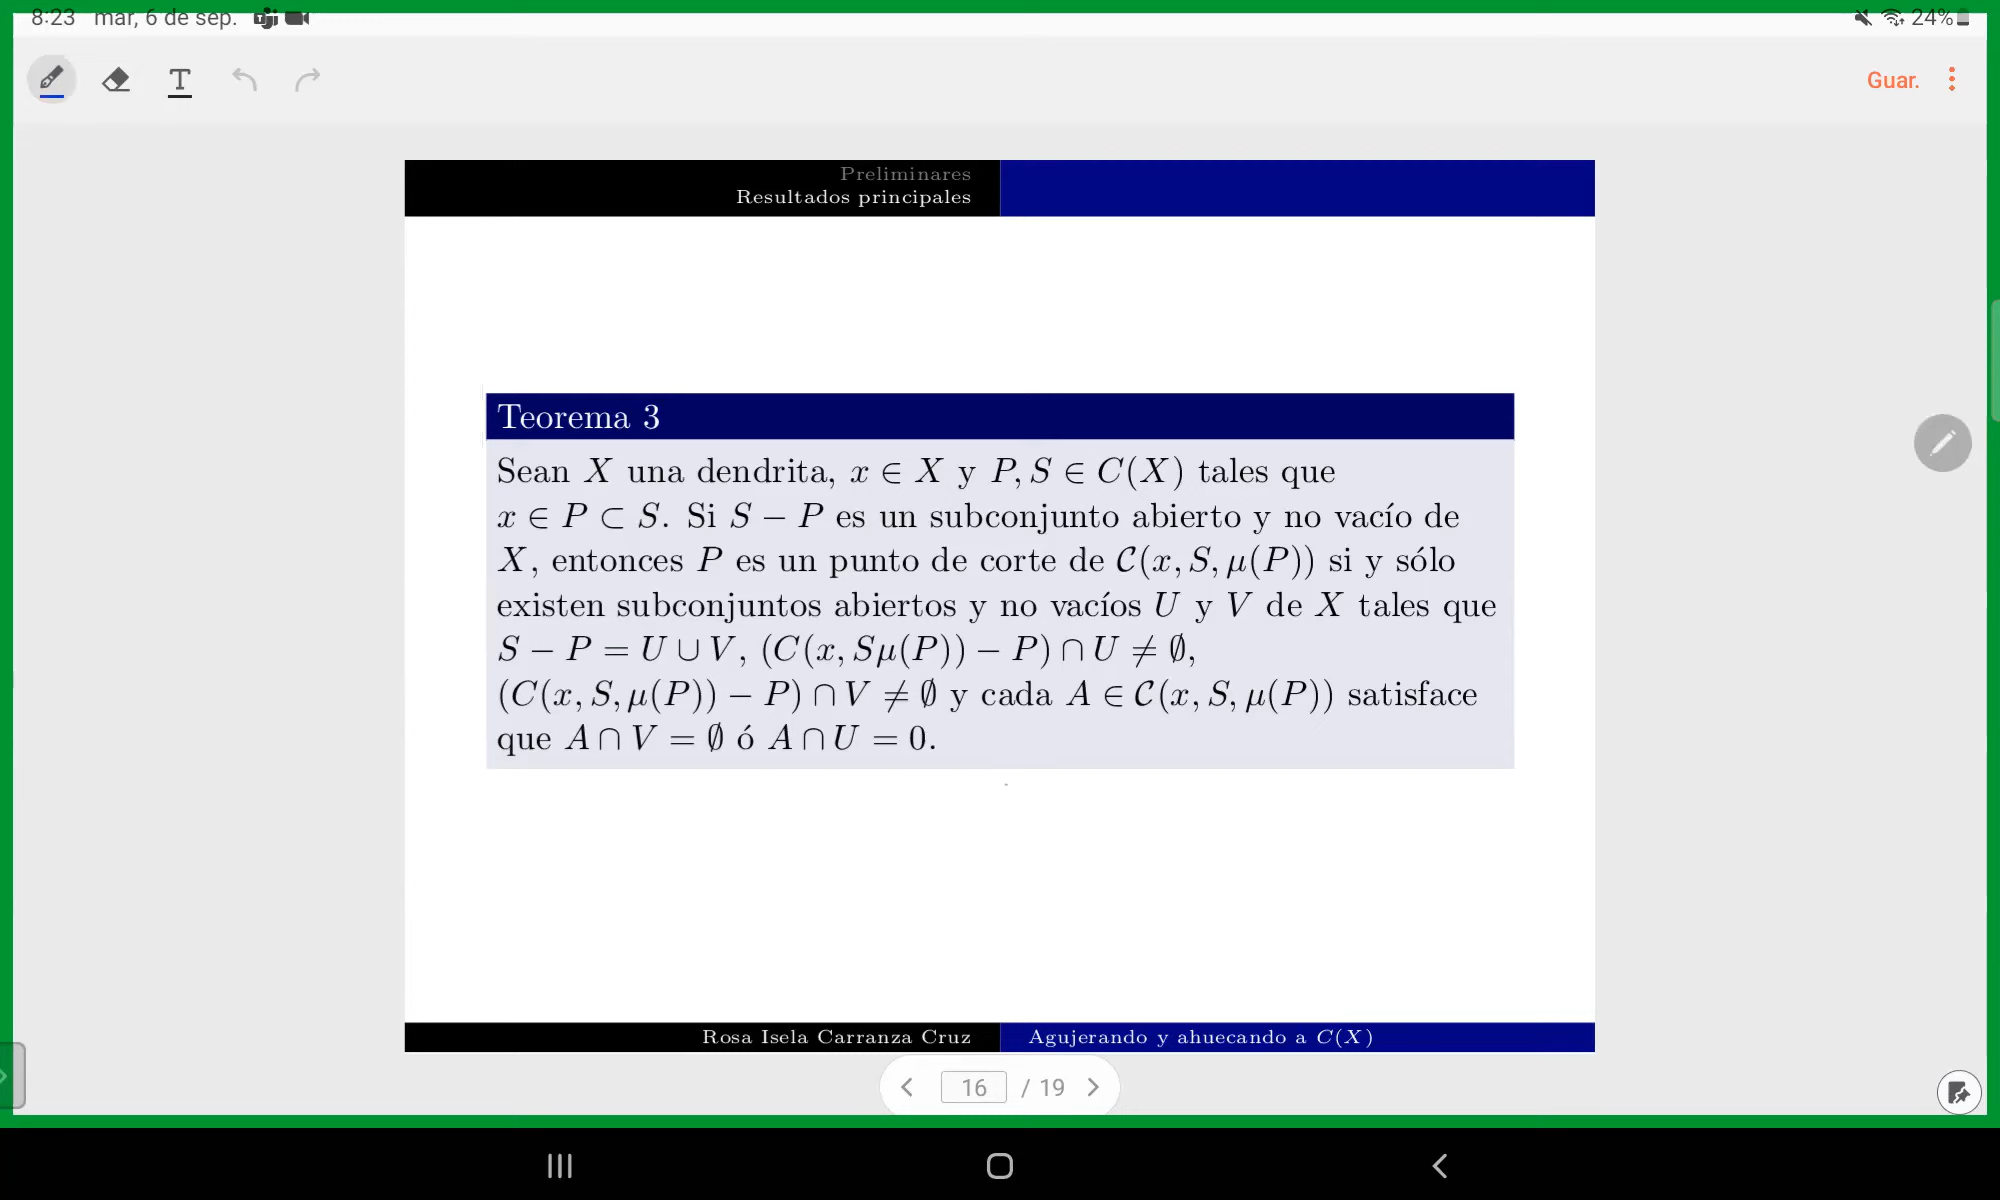 8:23 mar, 6 de sep. 24%
Guar.
Preliminares
Resultados principales
Teorema 3
Sean X una dendrita, x ∈ X y P, S ∈ C(X) tales que
x ∈ P ⊂ S. Si S − P es un subconjunto abierto y no vacío de
X, entonces P es un punto de corte de 𝒞(x, S, μ(P)) si y sólo
existen subconjuntos abiertos y no vacíos U y V de X tales que
S − P = U ∪ V, (C(x, Sμ(P)) − P) ∩ U ≠ ∅,
(C(x, S, μ(P)) − P) ∩ V ≠ ∅ y cada A ∈ 𝒞(x, S, μ(P)) satisface
que A ∩ V = ∅ ó A ∩ U = 0.
Rosa Isela Carranza Cruz Agujerando y ahuecando a C(X)
16 / 19